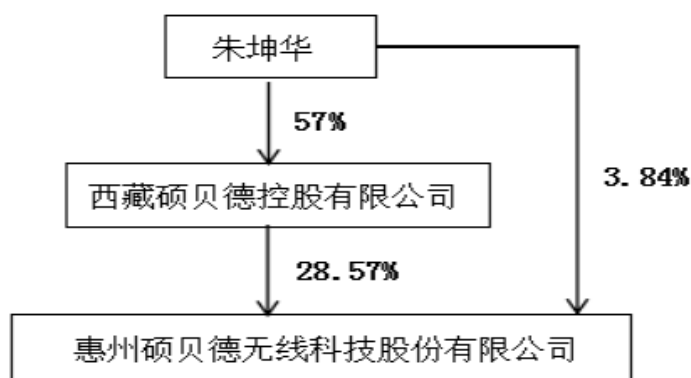 朱坤华
57%
西藏硕贝德控股有限公司
3.84%
28.57%
惠州硕贝德无线科技股份有限公司